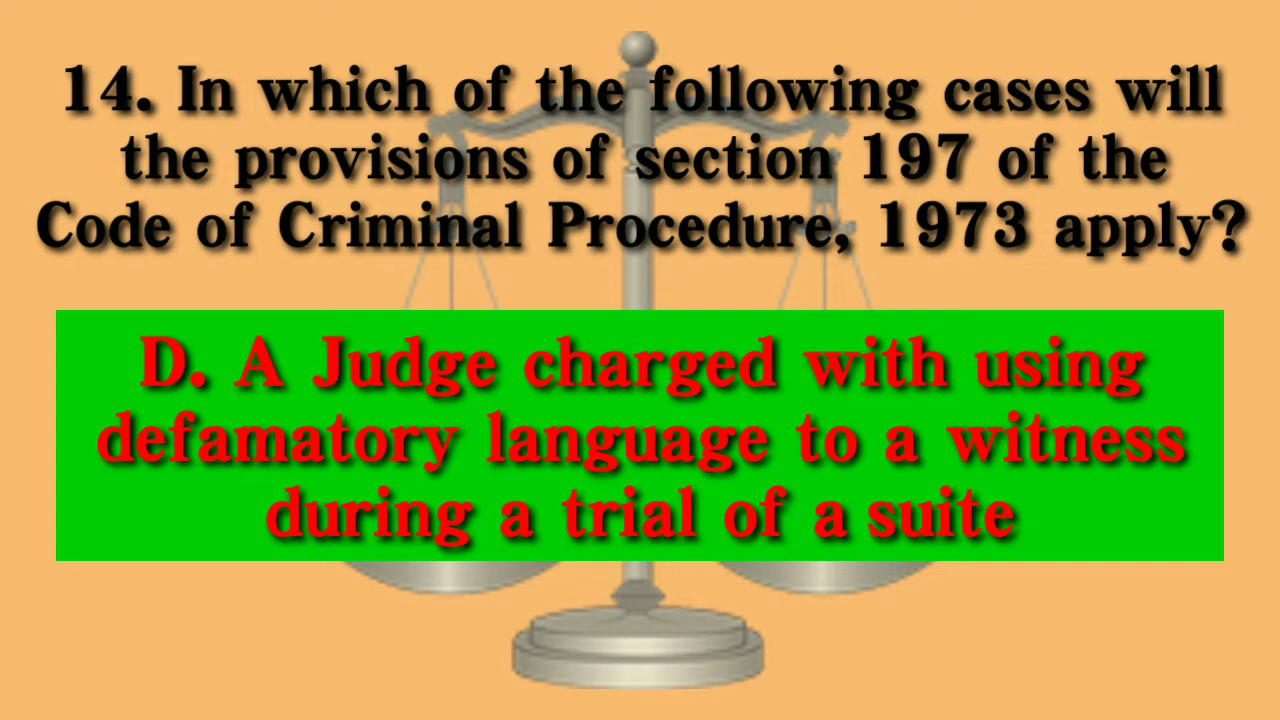 14. In which of the following cases will
the provisions of section 197 of the
Code of Criminal Procedure, 1973 apply?
D. A Judge charged with using
defamatory language to a witness
during a trial of a suite